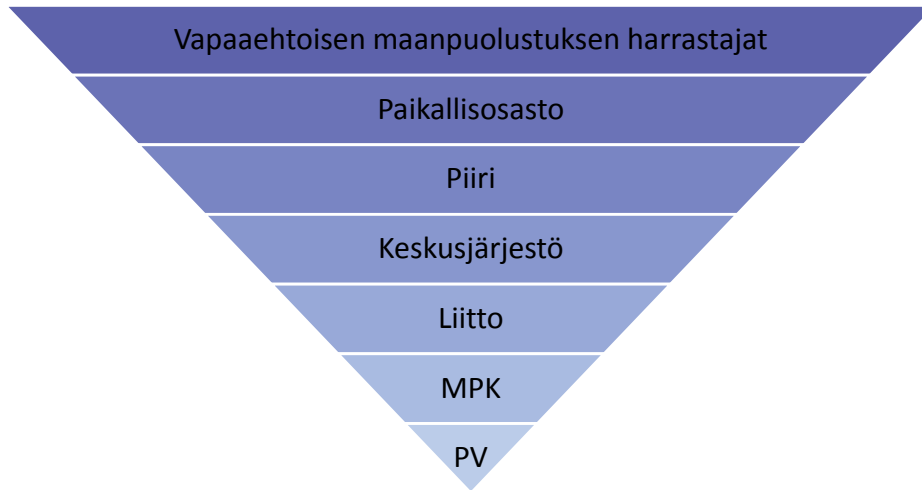 Vapaaehtoisen maanpuolustuksen harrastajat
Paikallisosasto
Piiri
Keskusjärjestö
Liitto
MPK
PV